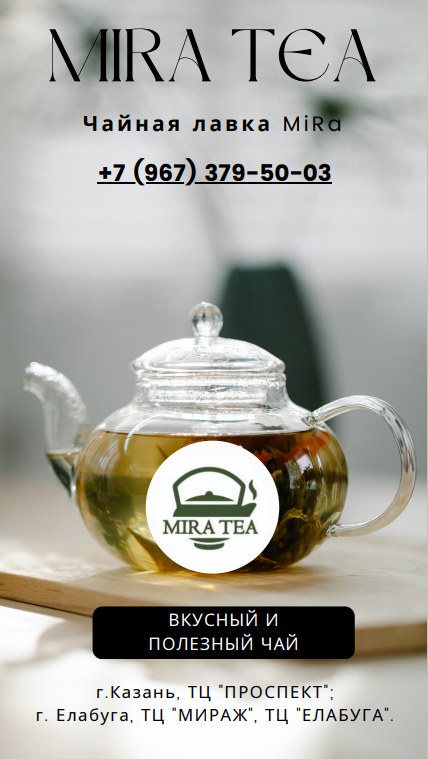 MIRA TEA
Чайная лавка MiRa
+7 (967) 379-50-03
MIRA TEA
ВКУСНЫЙ И
ПОЛЕЗНЫЙ ЧАЙ
г.Казань, ТЦ "ПРОСПЕКТ";
г. Елабуга, ТЦ "МИРАЖ", ТЦ "ЕЛАБУГА".